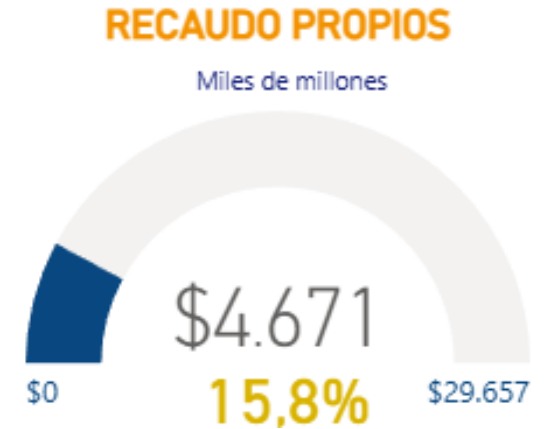 RECAUDO PROPIOS
Miles de millones
$4.671
$0
15,8%
$29.657